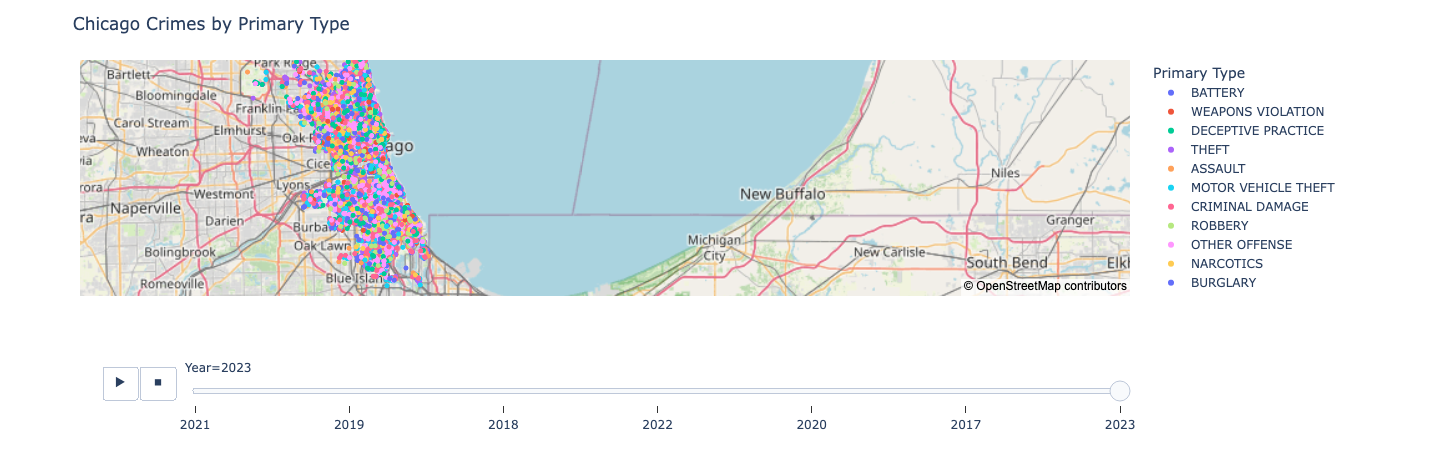 Chicago Crimes by Primary Type
Park Ridge
Bartlett
Bloomingdale
Franklin
Carol Stream
Elmhurst
Oak
Wheaton
Cice
ago
Lyons
Westmont
Naperville
Darien
Burba
Oak Lawn
Bolingbrook
Blue Islan
Romeoville
New Buffalo
Niles
Granger
Michigan
City
New Carlisle
South Bend
Elkh
© OpenStreetMap contributors
Primary Type
BATTERY
WEAPONS VIOLATION
DECEPTIVE PRACTICE
THEFT
ASSAULT
MOTOR VEHICLE THEFT
CRIMINAL DAMAGE
ROBBERY
OTHER OFFENSE
NARCOTICS
BURGLARY
Year=2023
2021 2019 2018 2022 2020 2017 2023